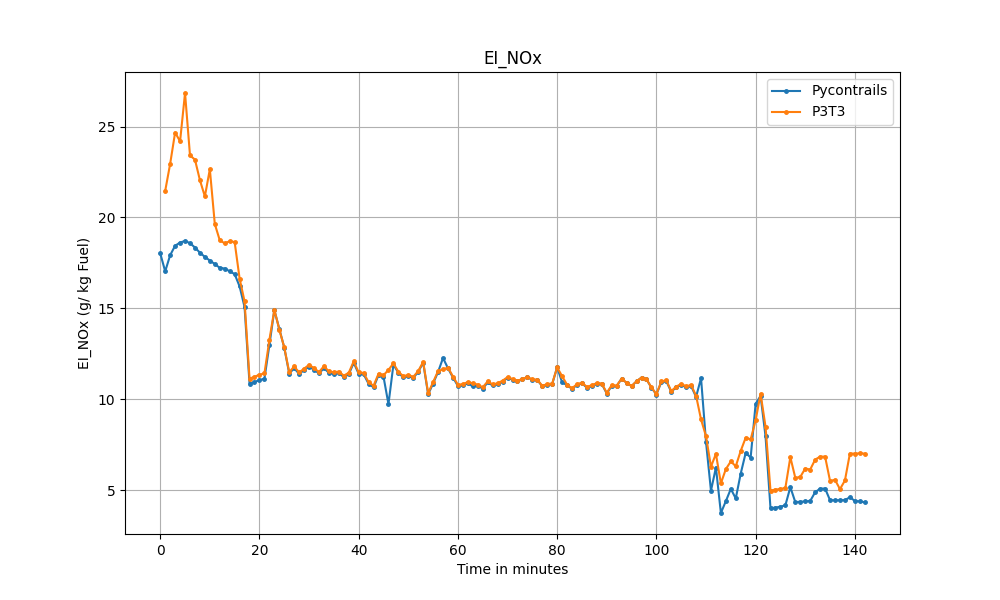 EI_NOx
Pycontrails
P3T3
EI_NOx (g/ kg Fuel)
25
20
15
10
5
0 20 40 60 80 100 120 140
Time in minutes